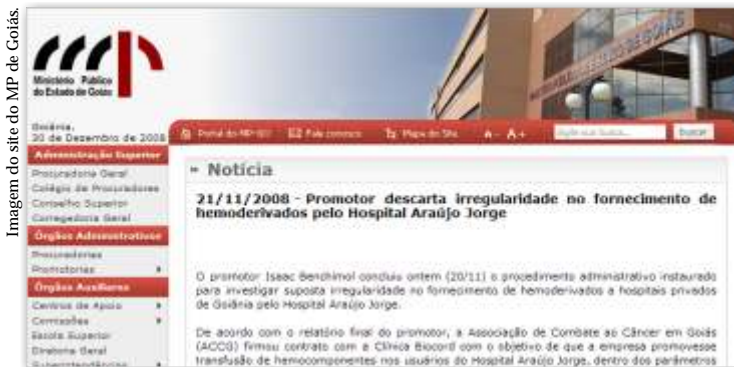 Imagem do site do MP de Goiás.
Ministério Público
do Estado de Goiás
MINISTÉRIO PÚBLICO DE GOIÁS
Goiânia,
30 de Dezembro de 2008
Portal do MP-GO
Fale conosco
Mapa do Site
A- A+
buscar
Administração Superior
Procuradoria Geral
Colégio de Procuradores
Conselho Superior
Corregedoria Geral
Órgãos Administrativos
Procuradorias
Promotorias
Órgãos Auxiliares
Centros de Apoio
Comissões
Escola Superior
Diretoria Geral
Superintendências
» Notícia
21/11/2008 - Promotor descarta irregularidade no fornecimento de
hemoderivados pelo Hospital Araújo Jorge
O promotor Isaac Benchimol concluiu ontem (20/11) o procedimento administrativo instaurado
para investigar suposta irregularidade no fornecimento de hemoderivados a hospitais privados
de Goiânia pelo Hospital Araújo Jorge.
De acordo com o relatório final do promotor, a Associação de Combate ao Câncer em Goiás
(ACCG) firmou contrato com a Clínica Biocord com o objetivo de que a empresa promovesse
transfusão de hemocomponentes nos usuários do Hospital Araújo Jorge, dentro dos parâmetros